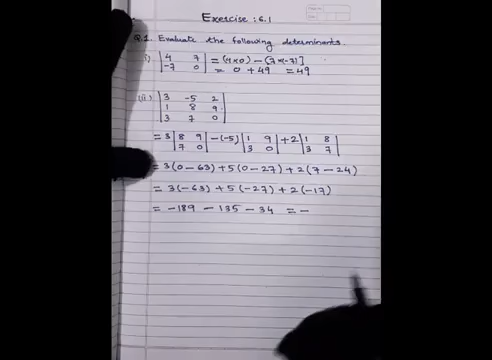 Exercise : 6.1
Q.1 Evaluate the following determinants.
i) | 4 7 | = (4×0) − (7×(−7)]
| −7 0 | = 0 + 49 = 49
(ii) | 3 −5 2 |
| 1 8 9 |
| 3 7 0 |
= 3 | 8 9 | − (−5) | 1 9 | + 2 | 1 8 |
| 7 0 | | 3 0 | | 3 7 |
= 3(0 − 63) + 5(0 − 27) + 2(7 − 24)
= 3(−63) + 5(−27) + 2(−17)
= −189 − 135 − 34 = −